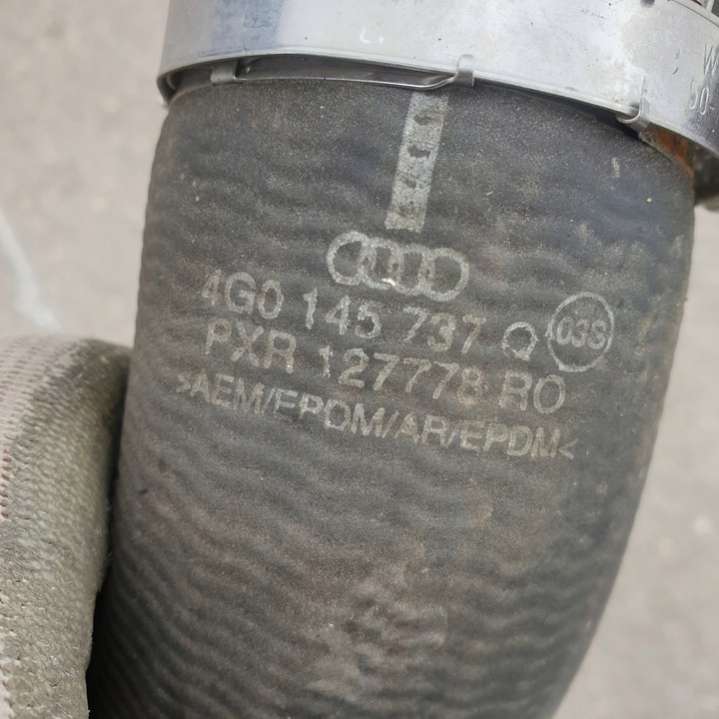 4G0 145 737 Q 03S
PXR 127778 RO
>AEM/EPDM/AR/EPDM<